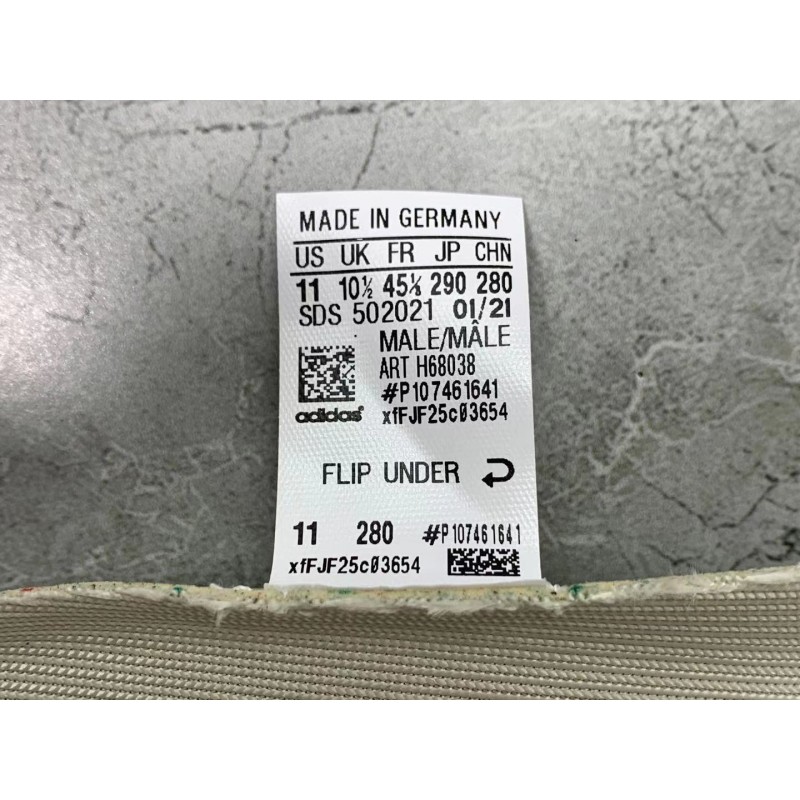 MADE IN GERMANY
US UK FR JP CHN
11 10½ 45⅓ 290 280
SDS 502021 01/21
MALE/MÂLE
ART H68038
#P107461641
adidas xfFJF25c03654
FLIP UNDER
11 280 #P107461641
xfFJF25c03654